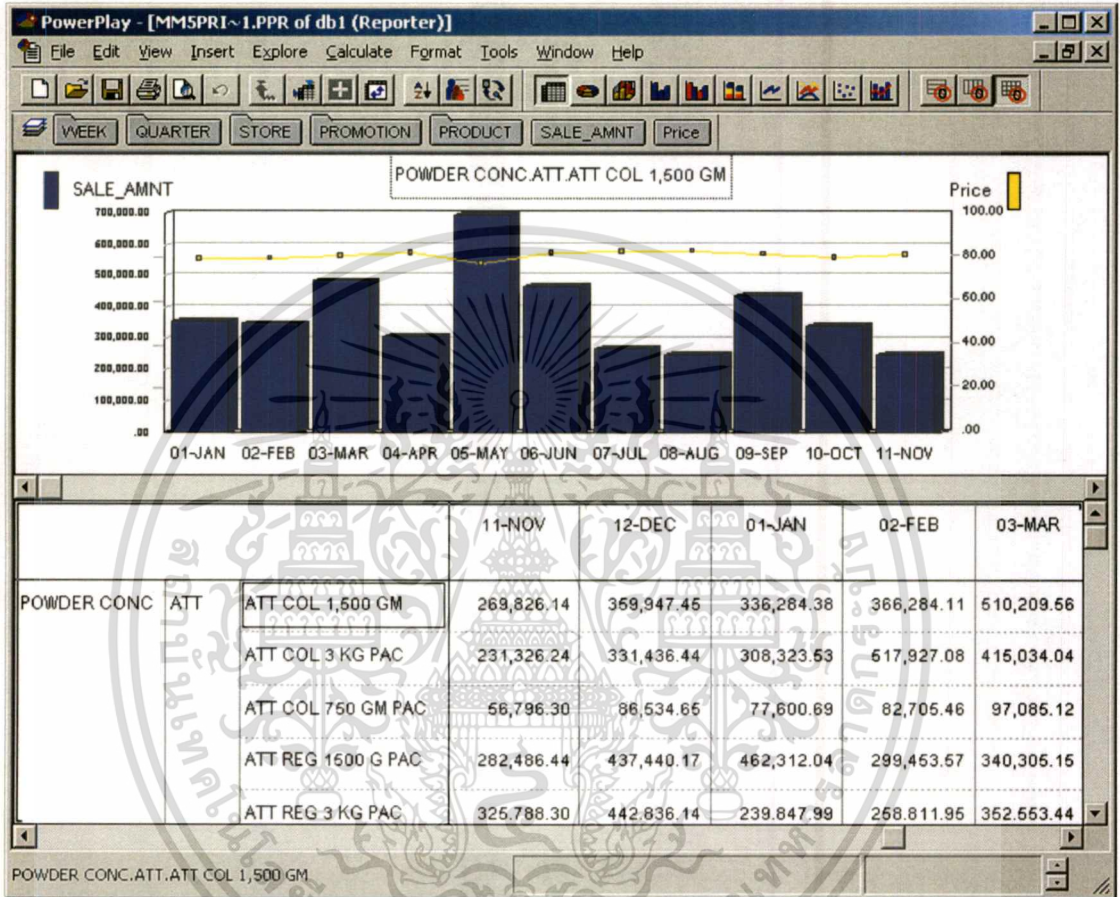 PowerPlay - [MM5PRI~1.PPR of db1 (Reporter)]
File Edit View Insert Explore Calculate Format Tools Window Help
WEEK QUARTER STORE PROMOTION PRODUCT SALE_AMNT Price
POWDER CONC.ATT.ATT COL 1,500 GM
SALE_AMNT Price
700,000.00 100.00
600,000.00
80.00
500,000.00
60.00
400,000.00
300,000.00 40.00
200,000.00
20.00
100,000.00
.00 .00
01-JAN 02-FEB 03-MAR 04-APR 05-MAY 06-JUN 07-JUL 08-AUG 09-SEP 10-OCT 11-NOV
11-NOV 12-DEC 01-JAN 02-FEB 03-MAR
POWDER CONC ATT ATT COL 1,500 GM 269,826.14 359,947.45 336,284.38 366,284.11 510,209.56
ATT COL 3 KG PAC 231,326.24 331,436.44 308,323.53 517,927.08 415,034.04
ATT COL 750 GM PAC 56,796.30 86,534.65 77,600.69 82,705.46 97,085.12
ATT REG 1500 G PAC 282,486.44 437,440.17 462,312.04 299,453.57 340,305.15
ATT REG 3 KG PAC 325,788.30 442,836.14 239,847.99 258,811.95 352,553.44
POWDER CONC.ATT.ATT COL 1,500 GM